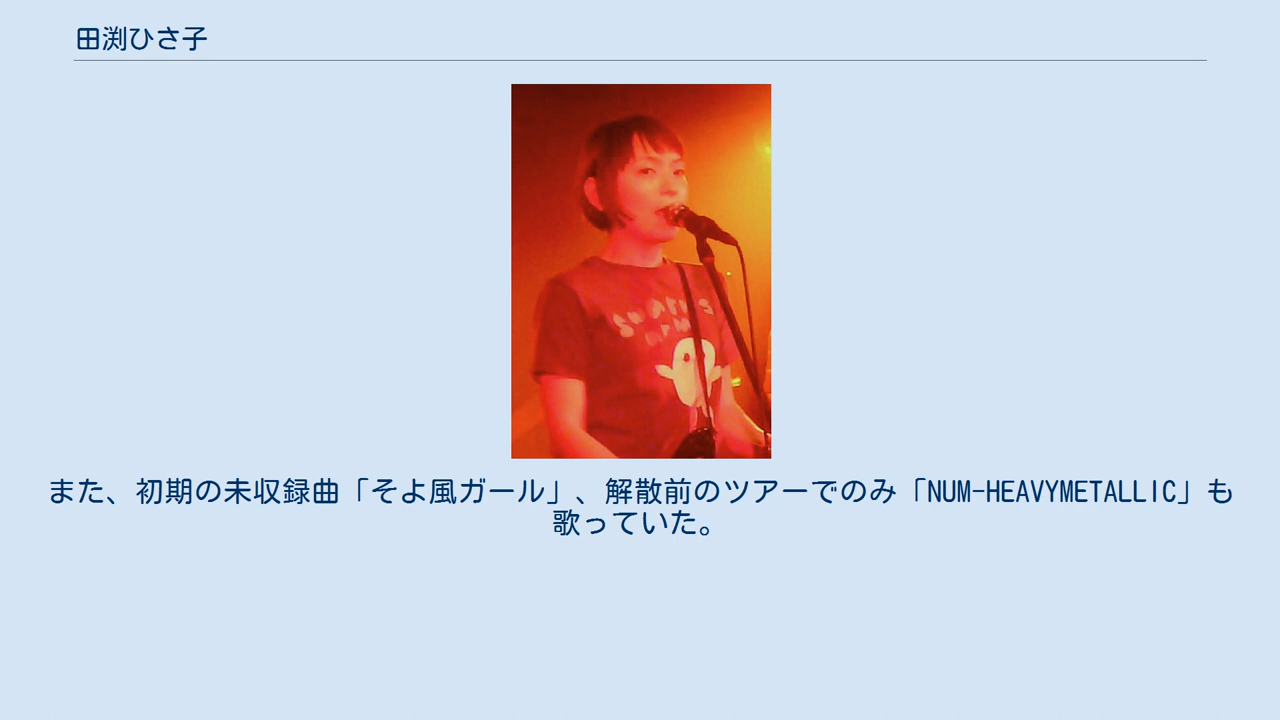 田渕ひさ子
また、初期の未収録曲「そよ風ガール」、解散前のツアーでのみ「NUM-HEAVYMETALLIC」も
歌っていた。